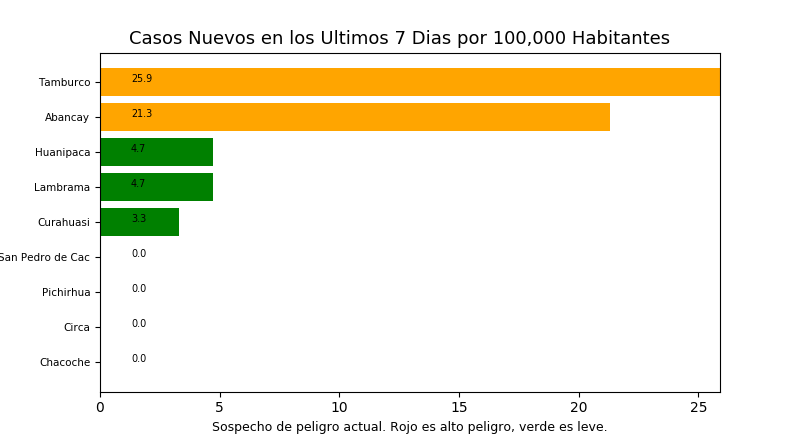 Casos Nuevos en los Ultimos 7 Dias por 100,000 Habitantes
Tamburco 25.9
Abancay 21.3
Huanipaca 4.7
Lambrama 4.7
Curahuasi 3.3
San Pedro de Cac 0.0
Pichirhua 0.0
Circa 0.0
Chacoche 0.0
0 5 10 15 20 25
Sospecho de peligro actual. Rojo es alto peligro, verde es leve.